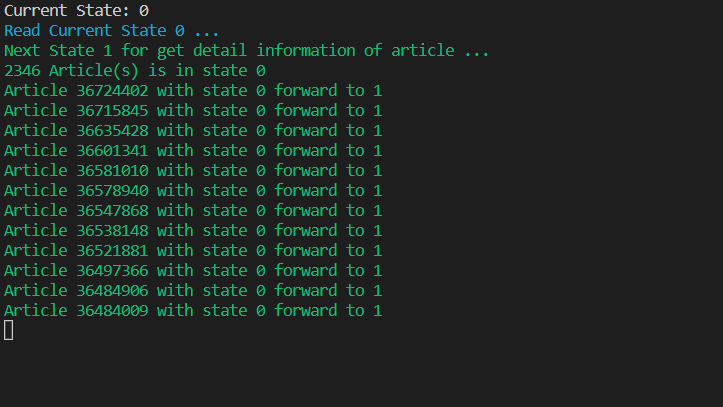 Current State: 0
Read Current State 0 ...
Next State 1 for get detail information of article ...
2346 Article(s) is in state 0
Article 36724402 with state 0 forward to 1
Article 36715845 with state 0 forward to 1
Article 36635428 with state 0 forward to 1
Article 36601341 with state 0 forward to 1
Article 36581010 with state 0 forward to 1
Article 36578940 with state 0 forward to 1
Article 36547868 with state 0 forward to 1
Article 36538148 with state 0 forward to 1
Article 36521881 with state 0 forward to 1
Article 36497366 with state 0 forward to 1
Article 36484906 with state 0 forward to 1
Article 36484009 with state 0 forward to 1